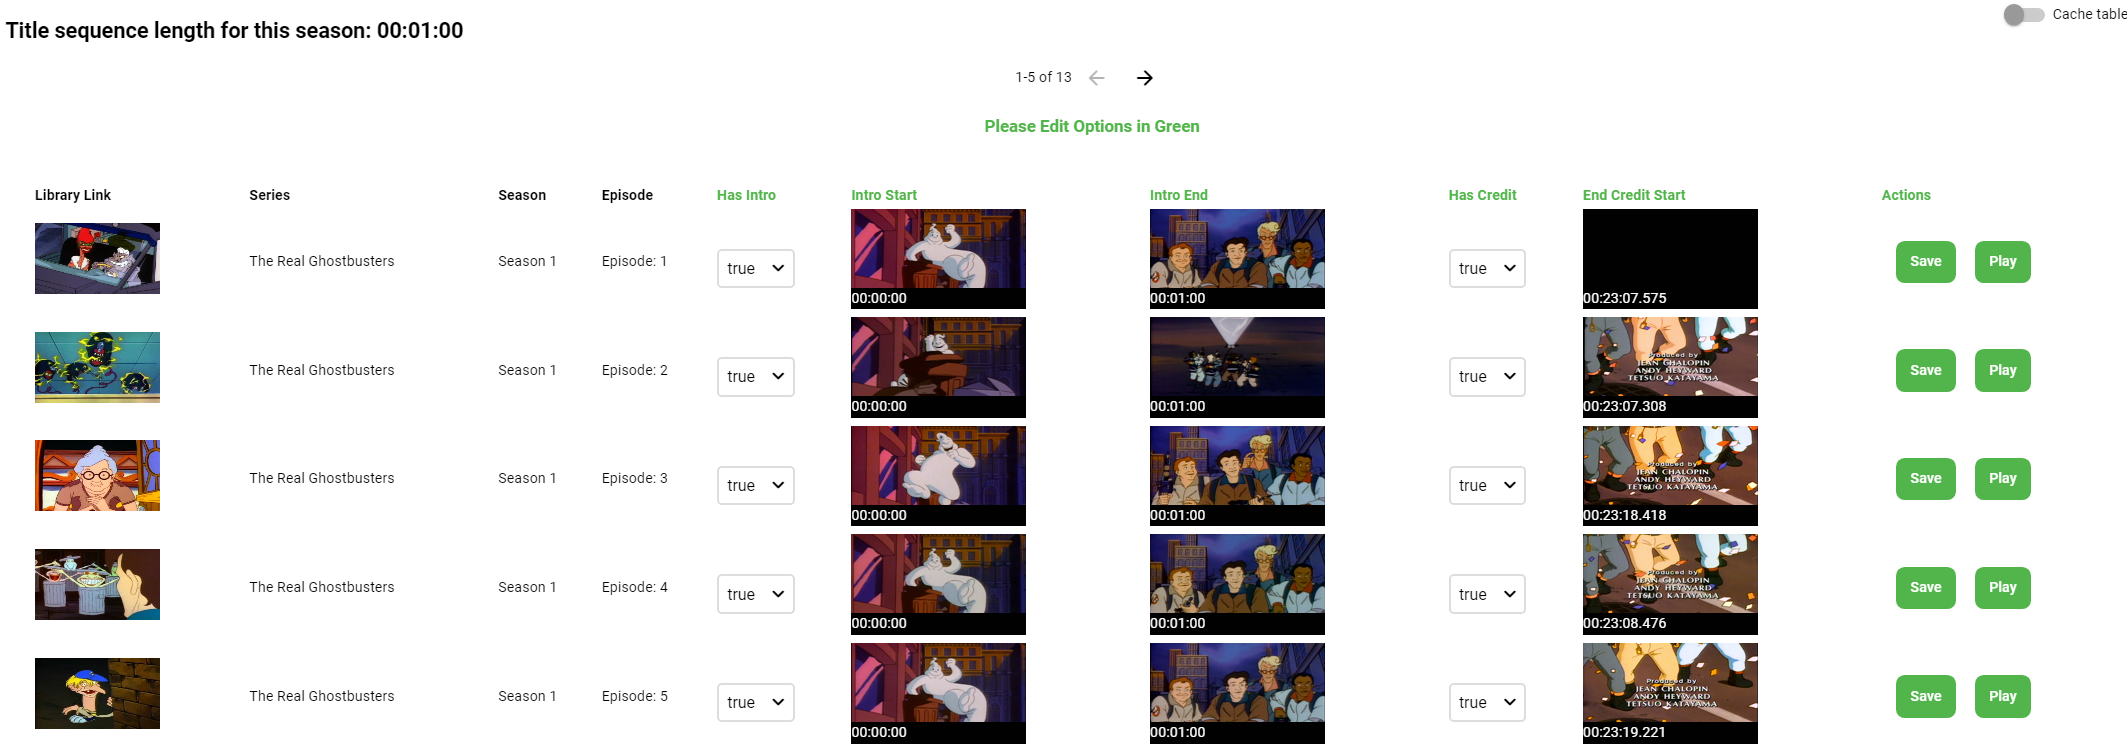 Cache table
Title sequence length for this season: 00:01:00
1-5 of 13
Please Edit Options in Green
Library Link Series Season Episode Has Intro Intro Start Intro End Has Credit End Credit Start Actions
The Real Ghostbusters Season 1 Episode: 1 true true Save Play
00:00:00 00:01:00 00:23:07.575
Produced by
JEAN CHALOPIN
ANDY HEYWARD
TETSUO KATAYAMA
The Real Ghostbusters Season 1 Episode: 2 true true Save Play
00:00:00 00:01:00 00:23:07.308
Produced by
JEAN CHALOPIN
ANDY HEYWARD
TETSUO KATAYAMA
The Real Ghostbusters Season 1 Episode: 3 true true Save Play
00:00:00 00:01:00 00:23:18.418
Produced by
JEAN CHALOPIN
ANDY HEYWARD
TETSUO KATAYAMA
The Real Ghostbusters Season 1 Episode: 4 true true Save Play
00:00:00 00:01:00 00:23:08.476
Produced by
JEAN CHALOPIN
ANDY HEYWARD
TETSUO KATAYAMA
The Real Ghostbusters Season 1 Episode: 5 true true Save Play
00:00:00 00:01:00 00:23:19.221